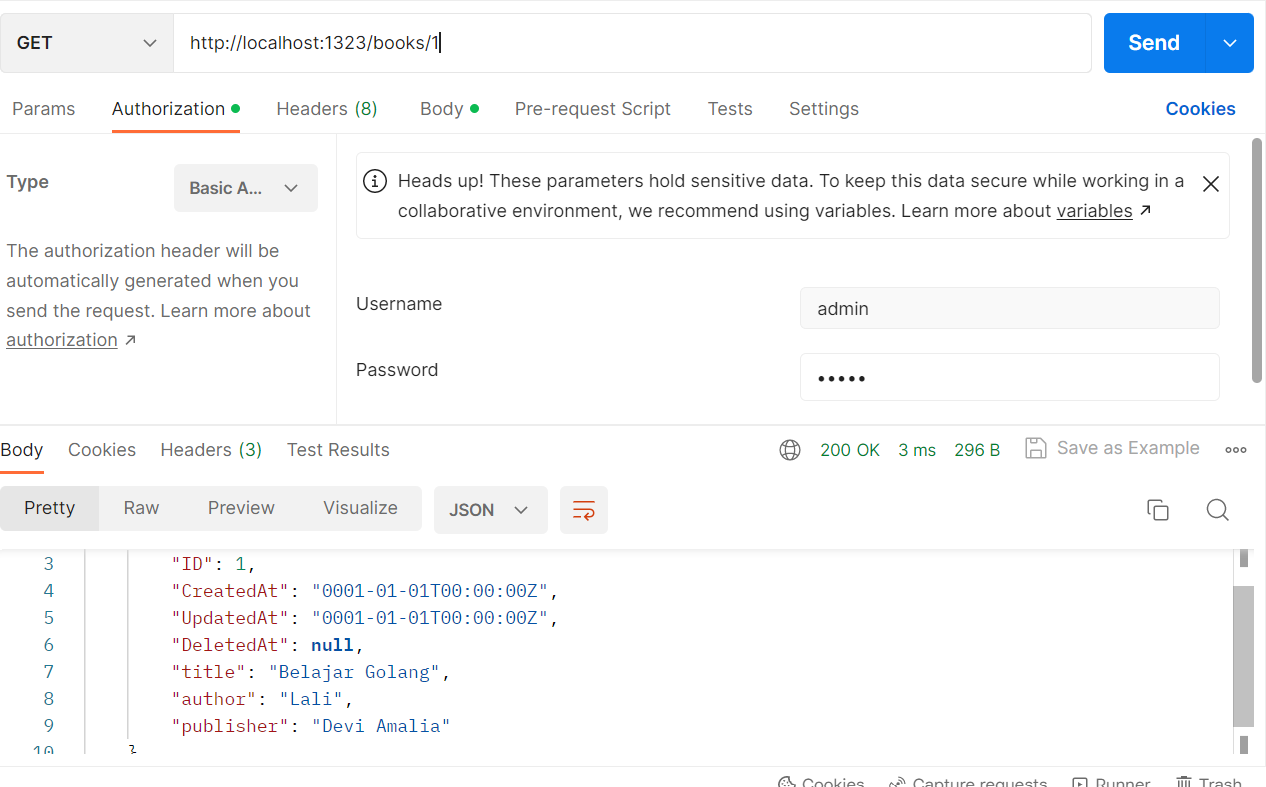 GET
http://localhost:1323/books/1
Send
Params Authorization Headers (8) Body Pre-request Script Tests Settings Cookies
Type
Basic A...
The authorization header will be
automatically generated when you
send the request. Learn more about
authorization ↗
Heads up! These parameters hold sensitive data. To keep this data secure while working in a
collaborative environment, we recommend using variables. Learn more about variables ↗
Username
admin
Password
•••••
Body Cookies Headers (3) Test Results 200 OK 3 ms 296 B Save as Example
Pretty Raw Preview Visualize JSON
3 "ID": 1,
4 "CreatedAt": "0001-01-01T00:00:00Z",
5 "UpdatedAt": "0001-01-01T00:00:00Z",
6 "DeletedAt": null,
7 "title": "Belajar Golang",
8 "author": "Lali",
9 "publisher": "Devi Amalia"
10 }
Cookies Capture requests Runner Trash